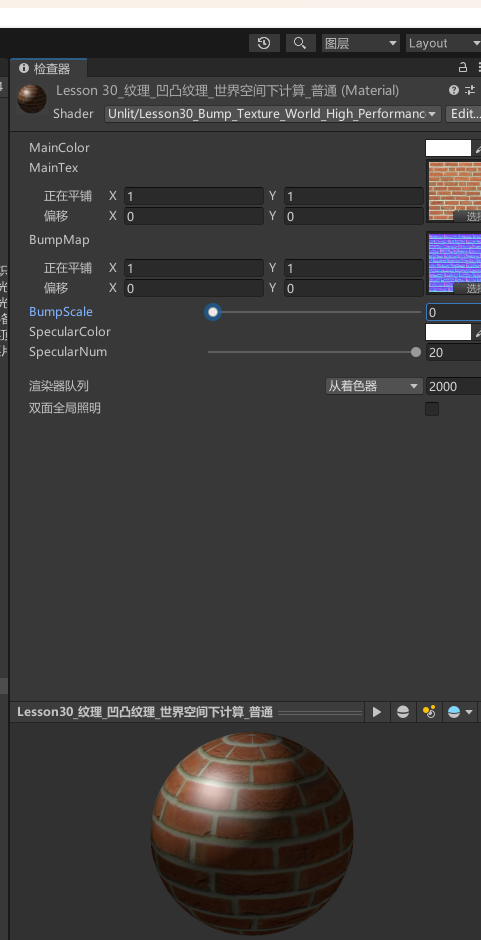 图层 Layout
检查器
Lesson 30_纹理_凹凸纹理_世界空间下计算_普通 (Material)
Shader Unlit/Lesson30_Bump_Texture_World_High_Performanc Edit...
MainColor
MainTex
正在平铺 X 1 Y 1
偏移 X 0 Y 0
选择
BumpMap
正在平铺 X 1 Y 1
偏移 X 0 Y 0
选择
BumpScale 0
SpecularColor
SpecularNum 20
渲染器队列 从着色器 2000
双面全局照明
Lesson30_纹理_凹凸纹理_世界空间下计算_普通